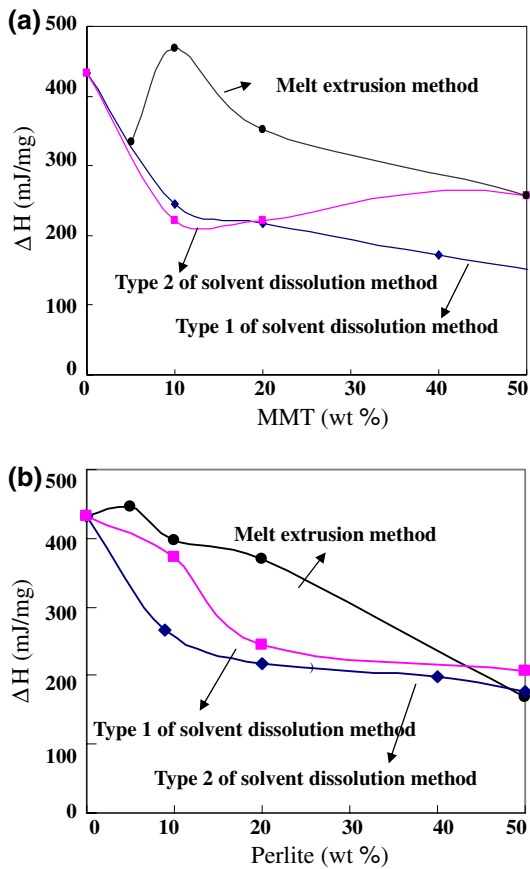 (a)
500
400
300
200
100
0
ΔH (mJ/mg)
Melt extrusion method
Type 2 of solvent dissolution method
Type 1 of solvent dissolution method
0 10 20 30 40 50
MMT (wt %)
(b)
500
400
300
200
100
0
ΔH (mJ/mg)
Melt extrusion method
Type 1 of solvent dissolution method
Type 2 of solvent dissolution method
0 10 20 30 40 50
Perlite (wt %)